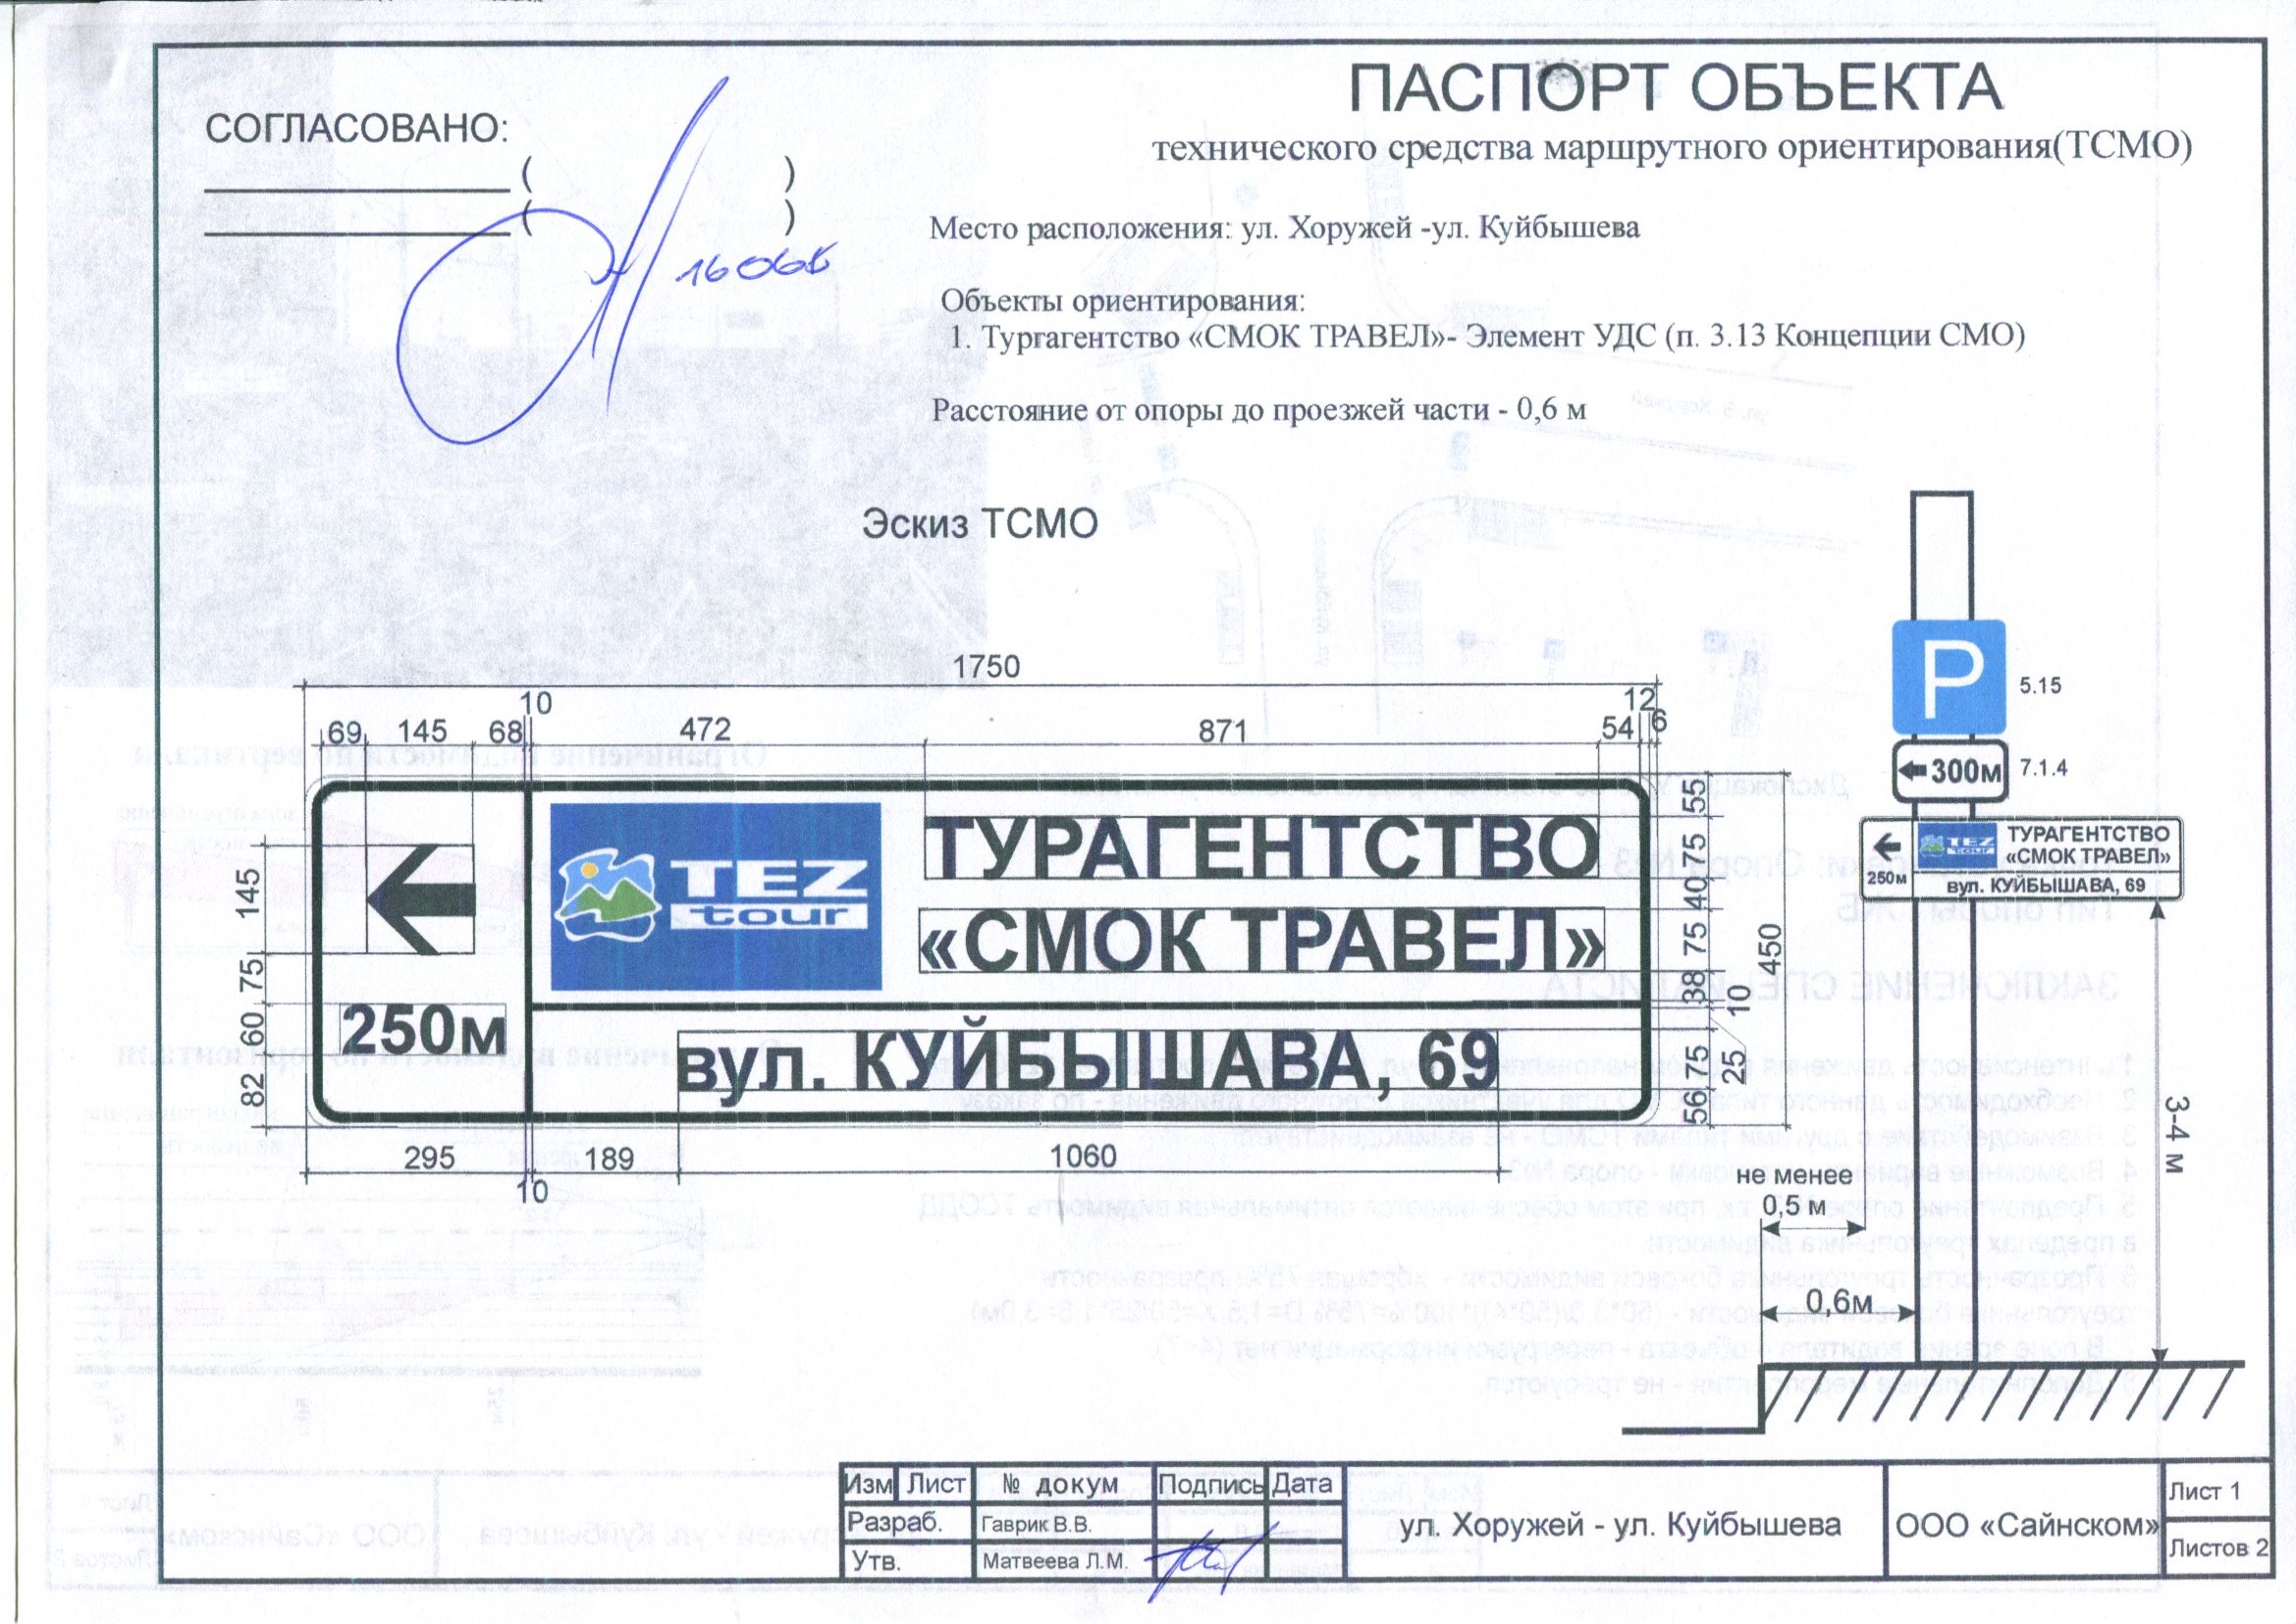 СОГЛАСОВАНО:
( )
( )
ПАСПОРТ ОБЪЕКТА
технического средства маршрутного ориентирования(ТСМО)
Место расположения: ул. Хоружей -ул. Куйбышева
Объекты ориентирования:
1. Тургагентство «СМОК ТРАВЕЛ»- Элемент УДС (п. 3.13 Концепции СМО)
Расстояние от опоры до проезжей части - 0,6 м
Эскиз ТСМО
1750
10
12
69 145 68 472 871 54 6
TEZ
tour
ТУРАГЕНТСТВО
«СМОК ТРАВЕЛ»
250м
вул. КУЙБЫШАВА, 69
145
75
60
82
55
75
40
75
38
10
25
75
56
450
295 189 1060
10
P
5.15
300м
7.1.4
250м
TEZ
tour
ТУРАГЕНТСТВО
«СМОК ТРАВЕЛ»
вул. КУЙБЫШАВА, 69
3-4 м
не менее
0,5 м
0,6м
Изм Лист № докум Подпись Дата
Разраб. Гаврик В.В.
Утв. Матвеева Л.М.
ул. Хоружей - ул. Куйбышева
ООО «Сайнском»
Лист 1
Листов 2